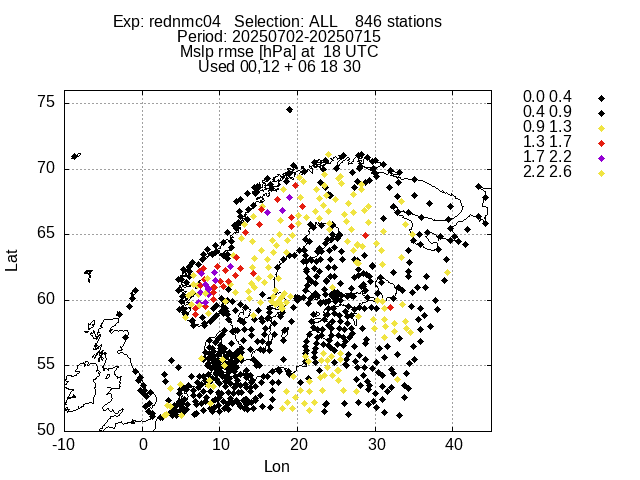 Exp: rednmc04   Selection: ALL    846 stations
Period: 20250702-20250715
Mslp rmse [hPa] at  18 UTC
Used 00,12 + 06 18 30
0.0 0.4
0.4 0.9
0.9 1.3
1.3 1.7
1.7 2.2
2.2 2.6
75
70
65
60
55
50
Lat
-10 0 10 20 30 40
Lon